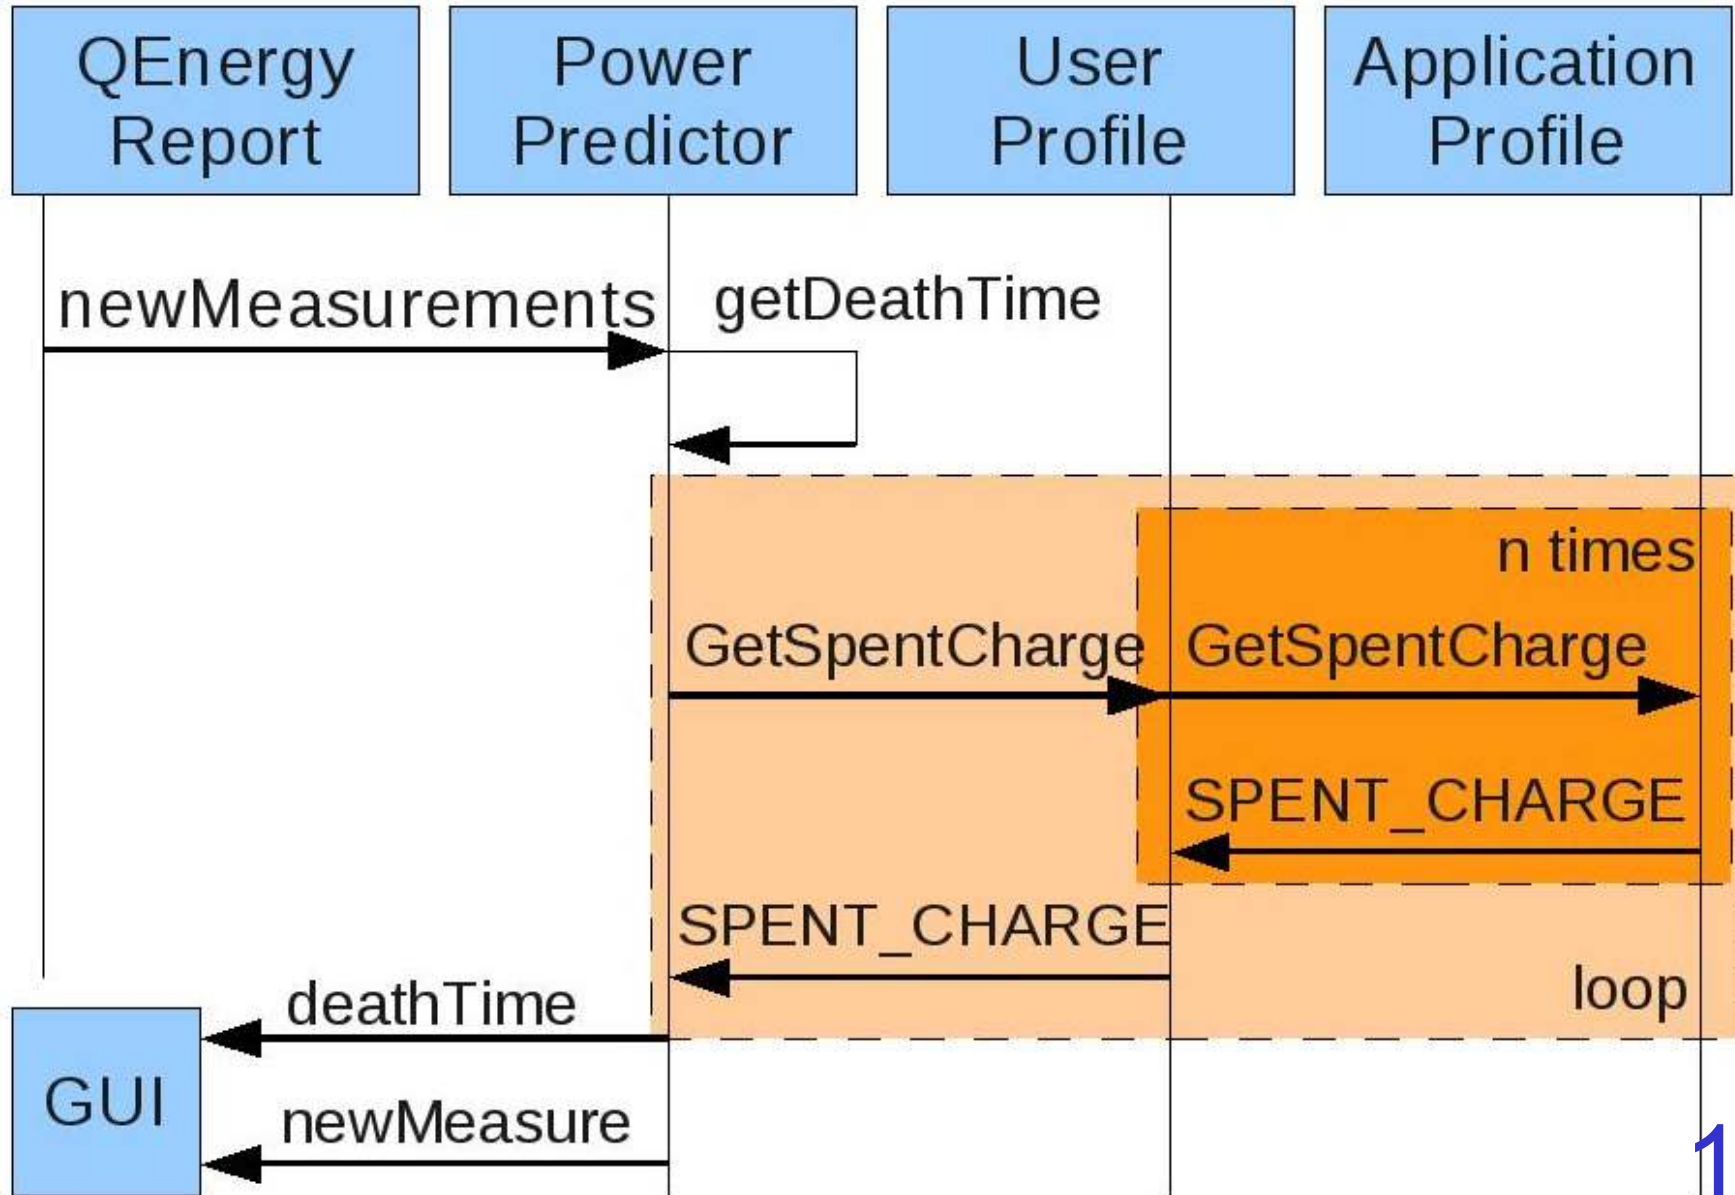 QEnergy
Report
Power
Predictor
User
Profile
Application
Profile
newMeasurements
getDeathTime
n times
GetSpentCharge
GetSpentCharge
SPENT_CHARGE
SPENT_CHARGE
loop
deathTime
GUI
newMeasure
1